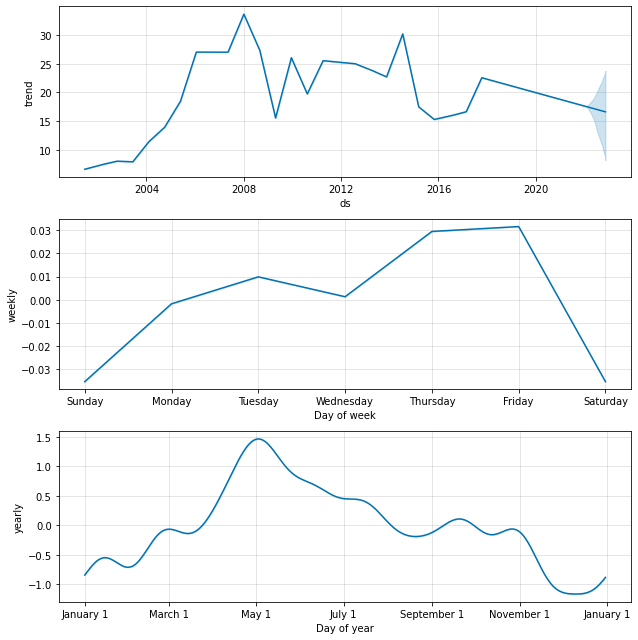 30
25
20
15
10
trend
2004 2008 2012 2016 2020
ds
0.03
0.02
0.01
0.00
−0.01
−0.02
−0.03
weekly
Sunday Monday Tuesday Wednesday Thursday Friday Saturday
Day of week
1.5
1.0
0.5
0.0
−0.5
−1.0
yearly
January 1 March 1 May 1 July 1 September 1 November 1 January 1
Day of year